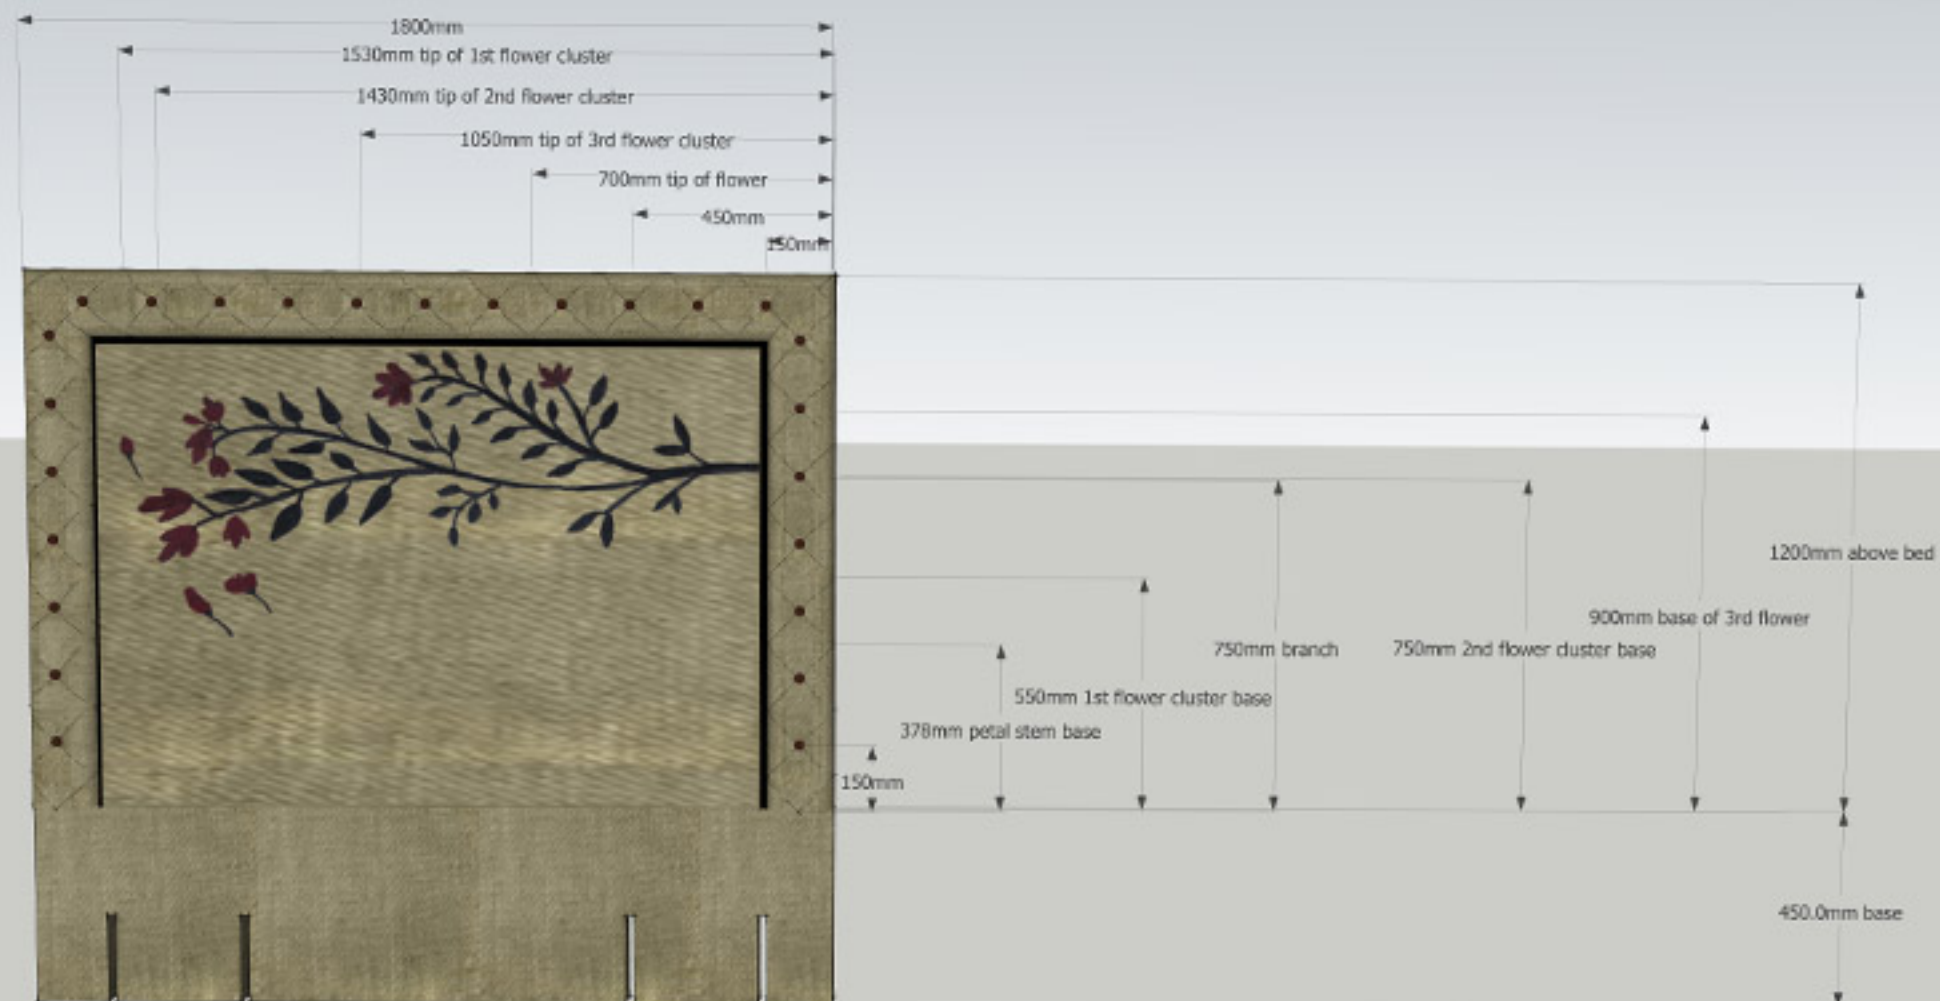 1800mm
1530mm tip of 1st flower cluster
1430mm tip of 2nd flower cluster
1050mm tip of 3rd flower cluster
700mm tip of flower
450mm
150mm
1200mm above bed
900mm base of 3rd flower
750mm branch
750mm 2nd flower cluster base
550mm 1st flower cluster base
378mm petal stem base
150mm
450.0mm base